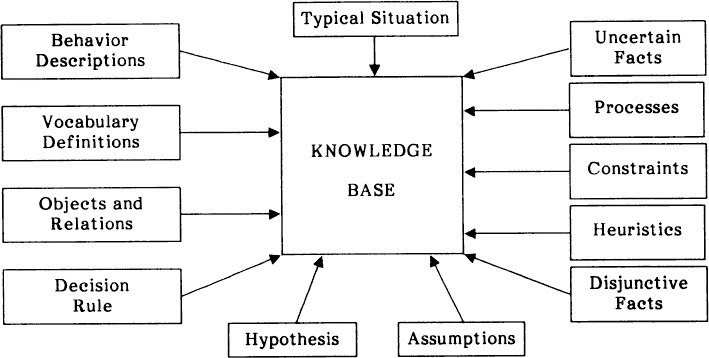 Typical Situation
Behavior
Descriptions
Uncertain
Facts
Vocabulary
Definitions
Processes
KNOWLEDGE
BASE
Constraints
Objects and
Relations
Heuristics
Decision
Rule
Disjunctive
Facts
Hypothesis
Assumptions